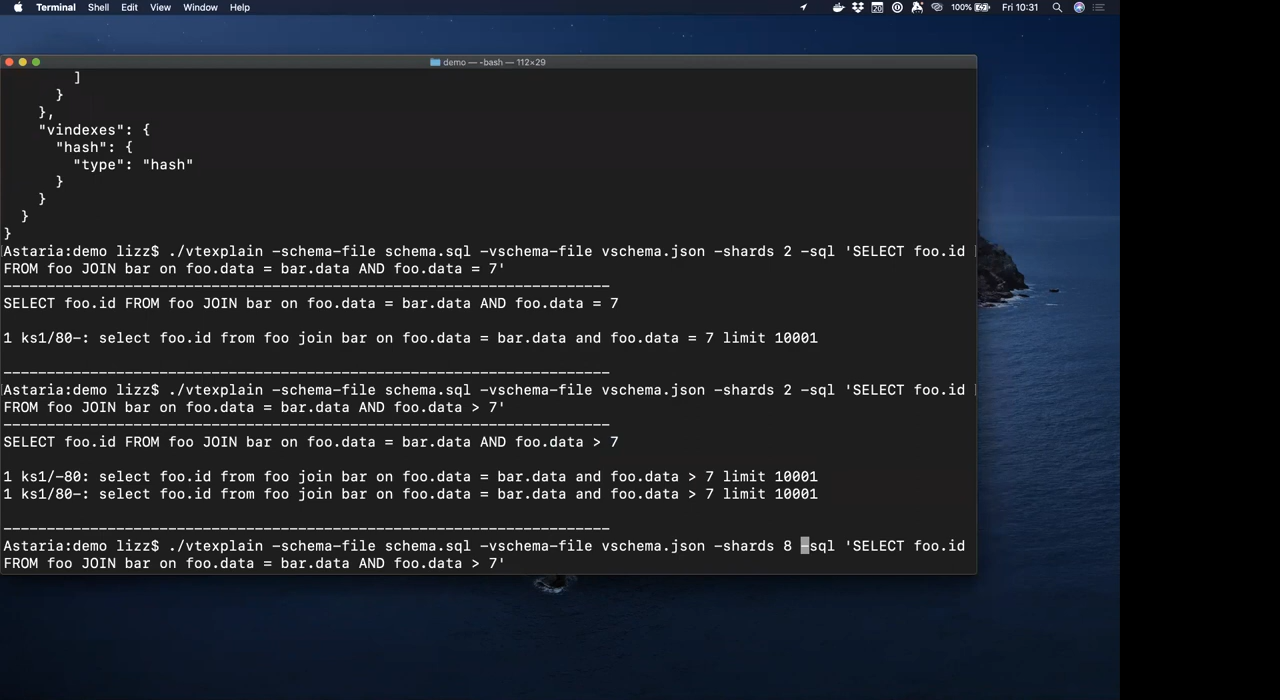 Terminal Shell Edit View Window Help 20 100% Fri 10:31
demo — -bash — 112×29
]
}
},
"vindexes": {
"hash": {
"type": "hash"
}
}
}
}
Astaria:demo lizz$ ./vtexplain -schema-file schema.sql -vschema-file vschema.json -shards 2 -sql 'SELECT foo.id
FROM foo JOIN bar on foo.data = bar.data AND foo.data = 7'
----------------------------------------------------------------------
SELECT foo.id FROM foo JOIN bar on foo.data = bar.data AND foo.data = 7
1 ks1/80-: select foo.id from foo join bar on foo.data = bar.data and foo.data = 7 limit 10001
----------------------------------------------------------------------
Astaria:demo lizz$ ./vtexplain -schema-file schema.sql -vschema-file vschema.json -shards 2 -sql 'SELECT foo.id
FROM foo JOIN bar on foo.data = bar.data AND foo.data > 7'
----------------------------------------------------------------------
SELECT foo.id FROM foo JOIN bar on foo.data = bar.data AND foo.data > 7
1 ks1/-80: select foo.id from foo join bar on foo.data = bar.data and foo.data > 7 limit 10001
1 ks1/80-: select foo.id from foo join bar on foo.data = bar.data and foo.data > 7 limit 10001
----------------------------------------------------------------------
Astaria:demo lizz$ ./vtexplain -schema-file schema.sql -vschema-file vschema.json -shards 8 -sql 'SELECT foo.id
FROM foo JOIN bar on foo.data = bar.data AND foo.data > 7'